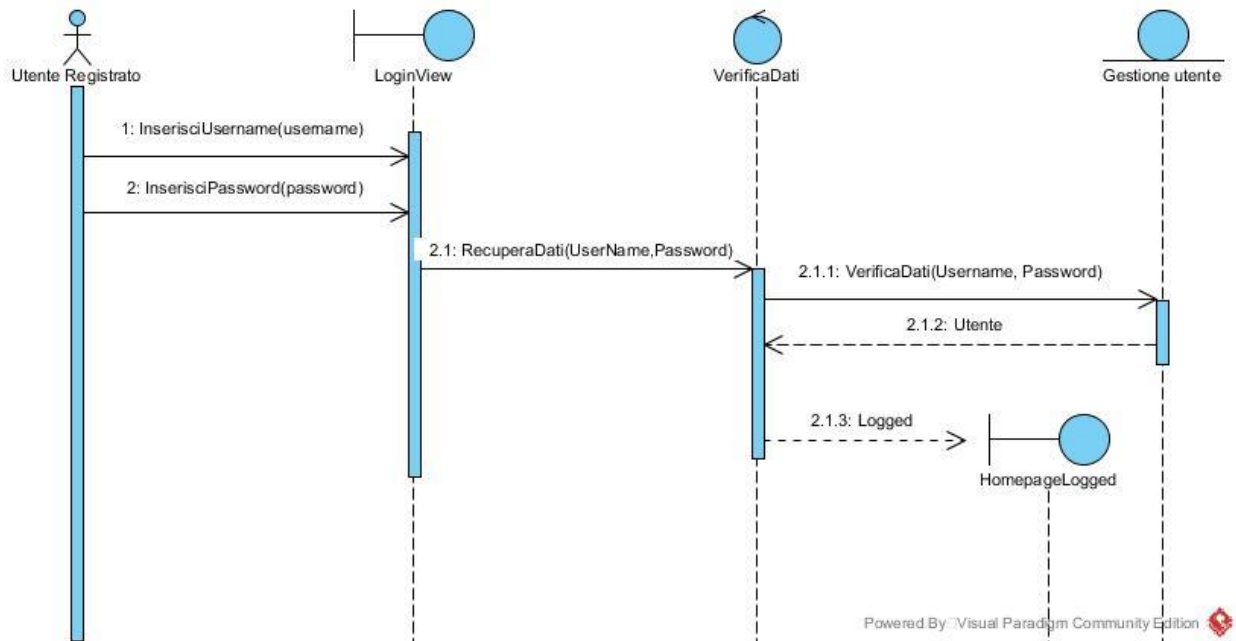 Utente Registrato
LoginView
VerificaDati
Gestione utente
1: InserisciUsername(username)
2: InserisciPassword(password)
2.1: RecuperaDati(UserName,Password)
2.1.1: VerificaDati(Username, Password)
2.1.2: Utente
2.1.3: Logged
HomepageLogged
Powered By Visual Paradigm Community Edition